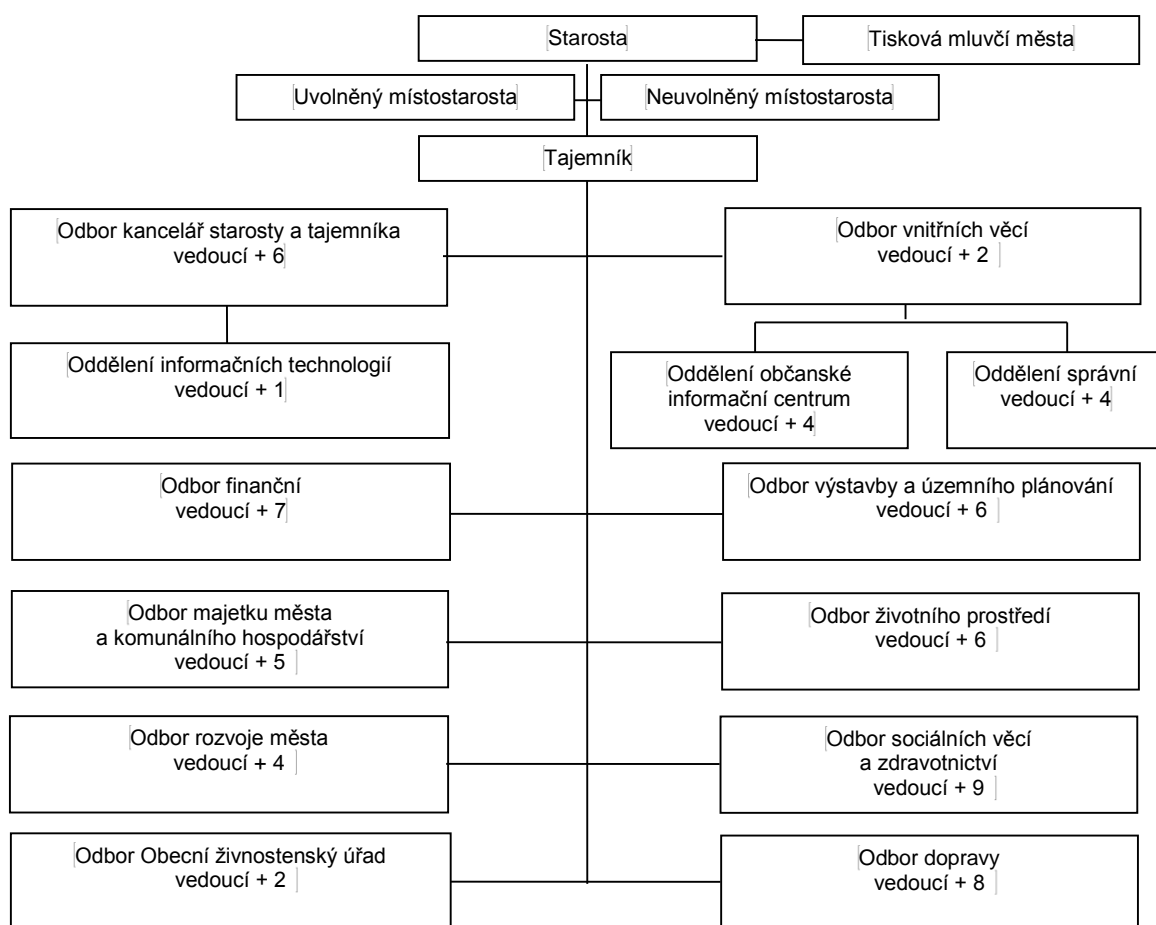 Starosta
Tisková mluvčí města
Uvolněný místostarosta
Neuvolněný místostarosta
Tajemník
Odbor kancelář starosty a tajemníka
vedoucí + 6
Odbor vnitřních věcí
vedoucí + 2
Oddělení informačních technologií
vedoucí + 1
Oddělení občanské
informační centrum
vedoucí + 4
Oddělení správní
vedoucí + 4
Odbor finanční
vedoucí + 7
Odbor výstavby a územního plánování
vedoucí + 6
Odbor majetku města
a komunálního hospodářství
vedoucí + 5
Odbor životního prostředí
vedoucí + 6
Odbor rozvoje města
vedoucí + 4
Odbor sociálních věcí
a zdravotnictví
vedoucí + 9
Odbor Obecní živnostenský úřad
vedoucí + 2
Odbor dopravy
vedoucí + 8